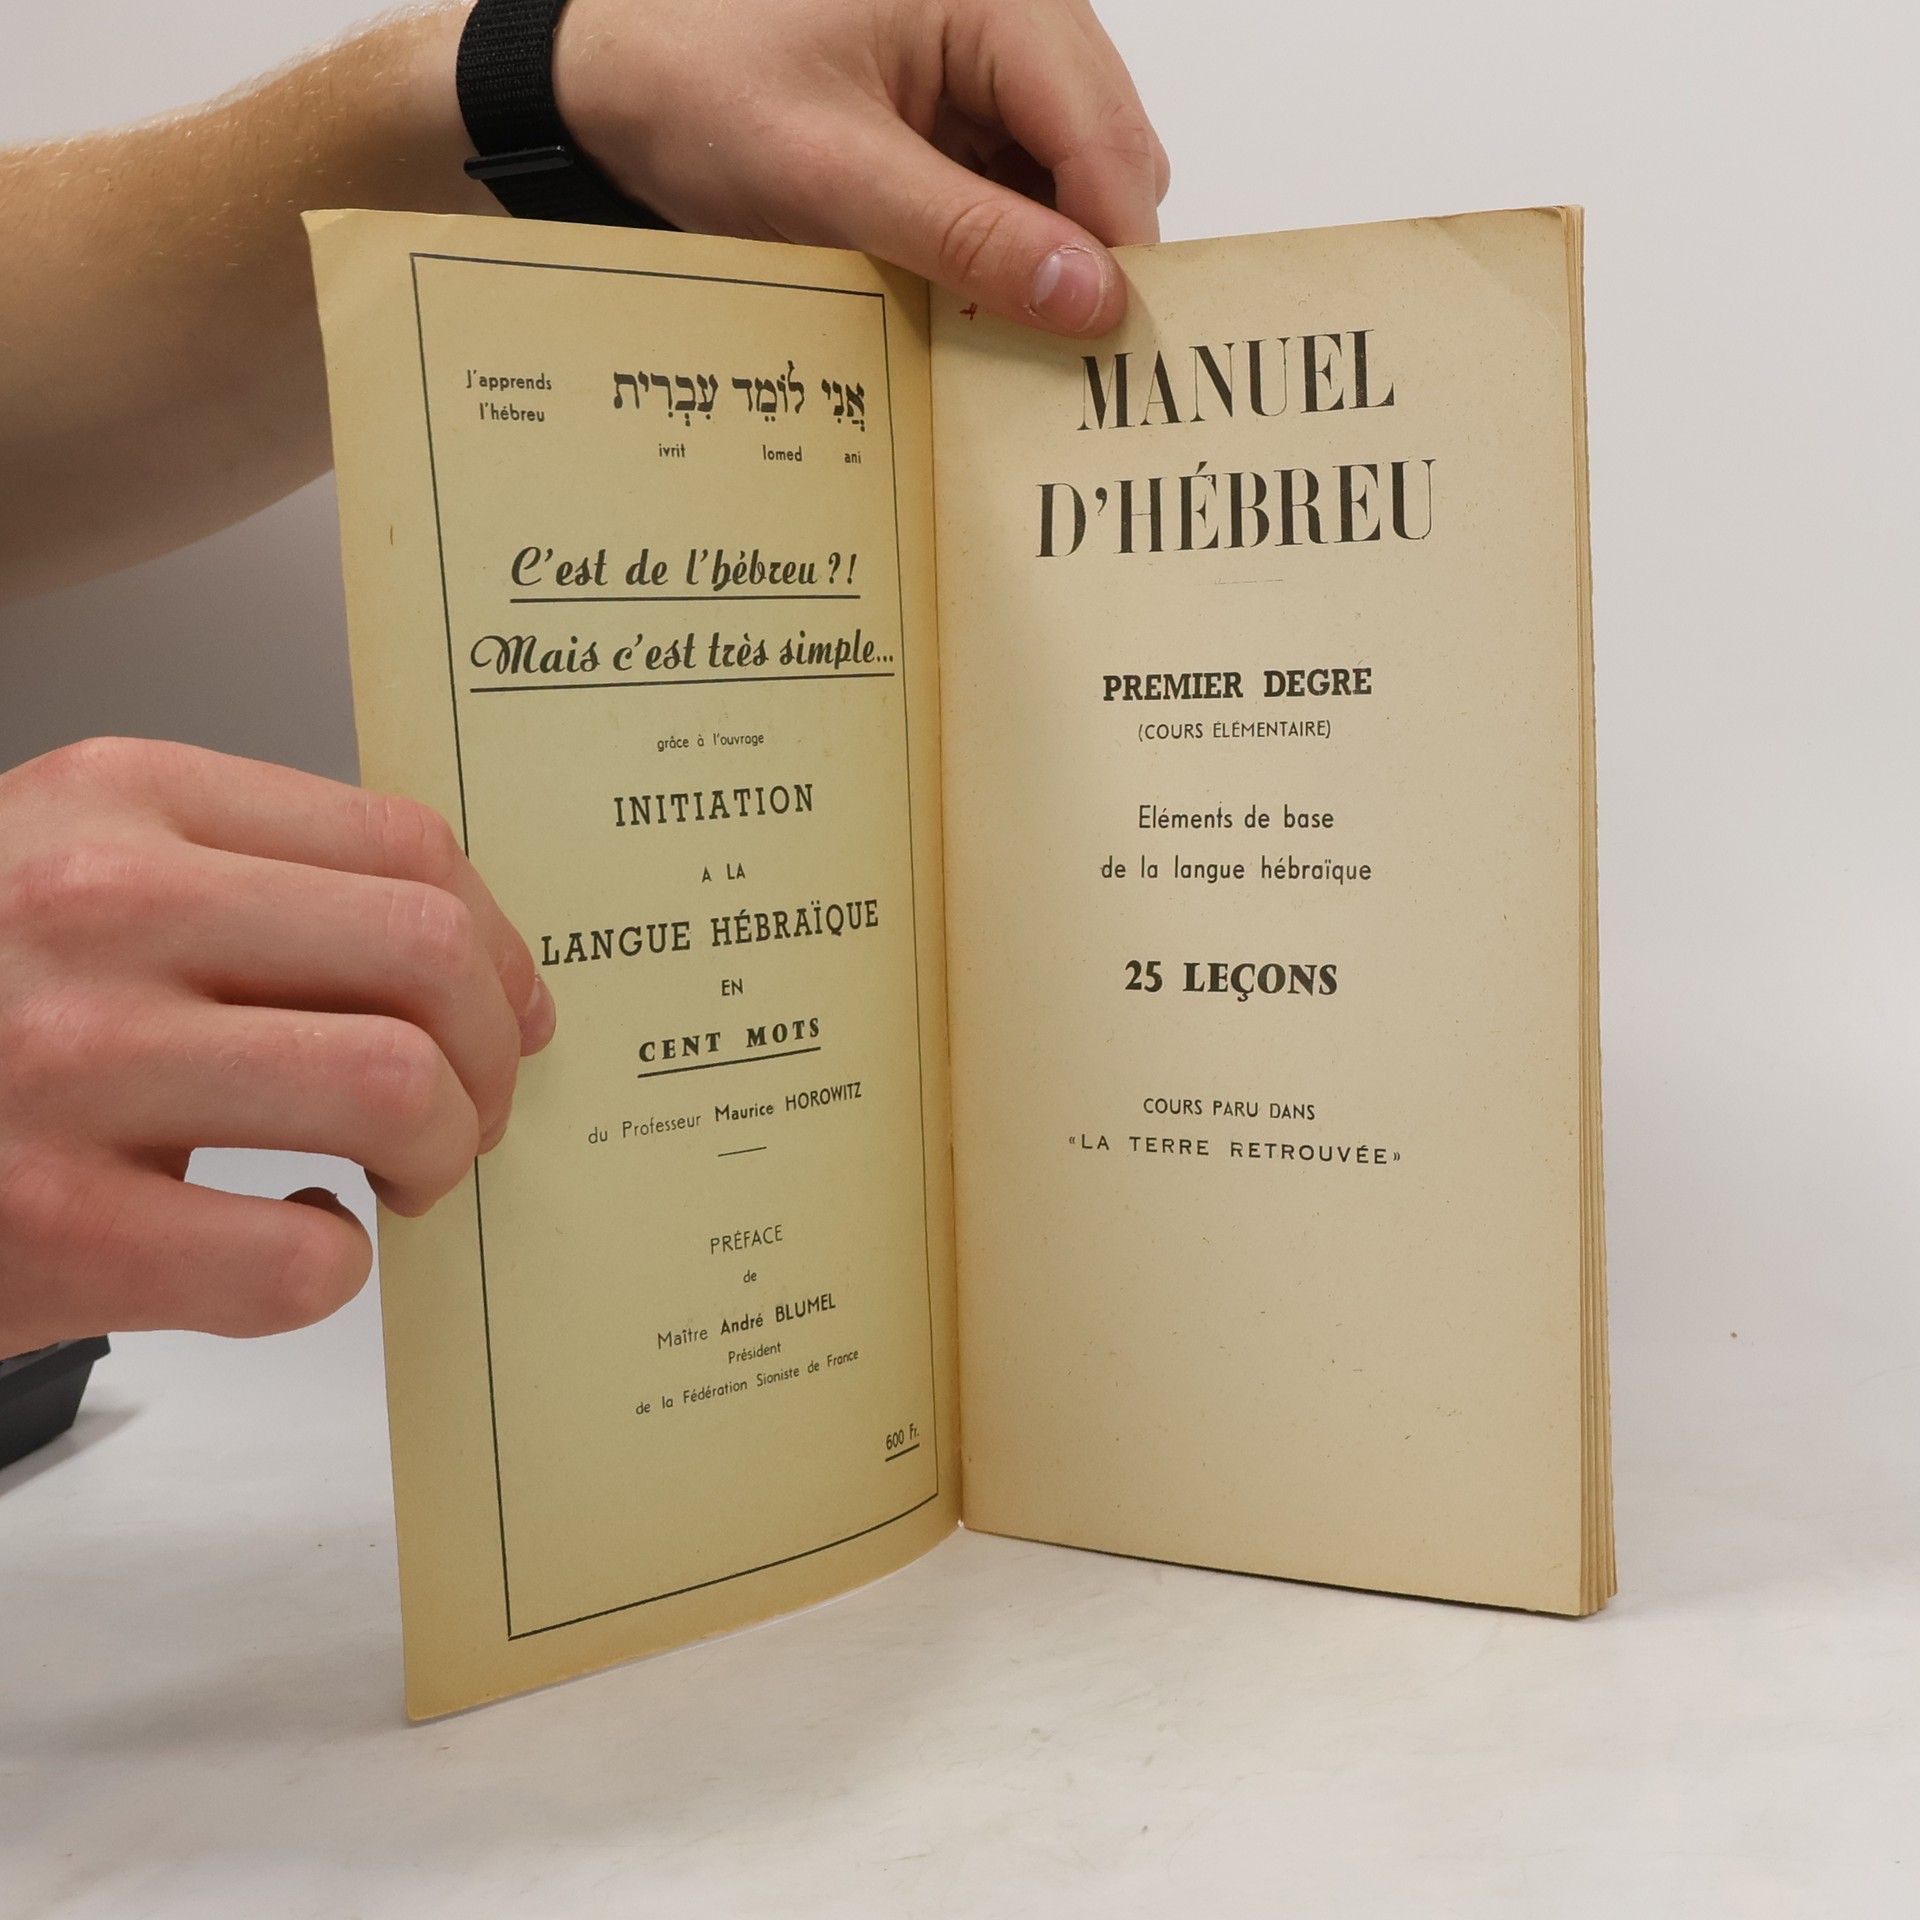 J'apprends
l'hébreu
אֲנִי לוֹמֵד עִבְרִית
ivrit lomed ani
C'est de l'hébreu ?!
Mais c'est très simple...
grâce à l'ouvrage
INITIATION
A LA
LANGUE HÉBRAÏQUE
EN
CENT MOTS
du Professeur Maurice HOROWITZ
PRÉFACE
de
Maître André BLUMEL
Président
de la Fédération Sioniste de France
600 Fr.
MANUEL
D'HÉBREU
PREMIER DEGRÉ
(COURS ÉLÉMENTAIRE)
Eléments de base
de la langue hébraïque
25 LEÇONS
COURS PARU DANS
«LA TERRE RETROUVÉE»